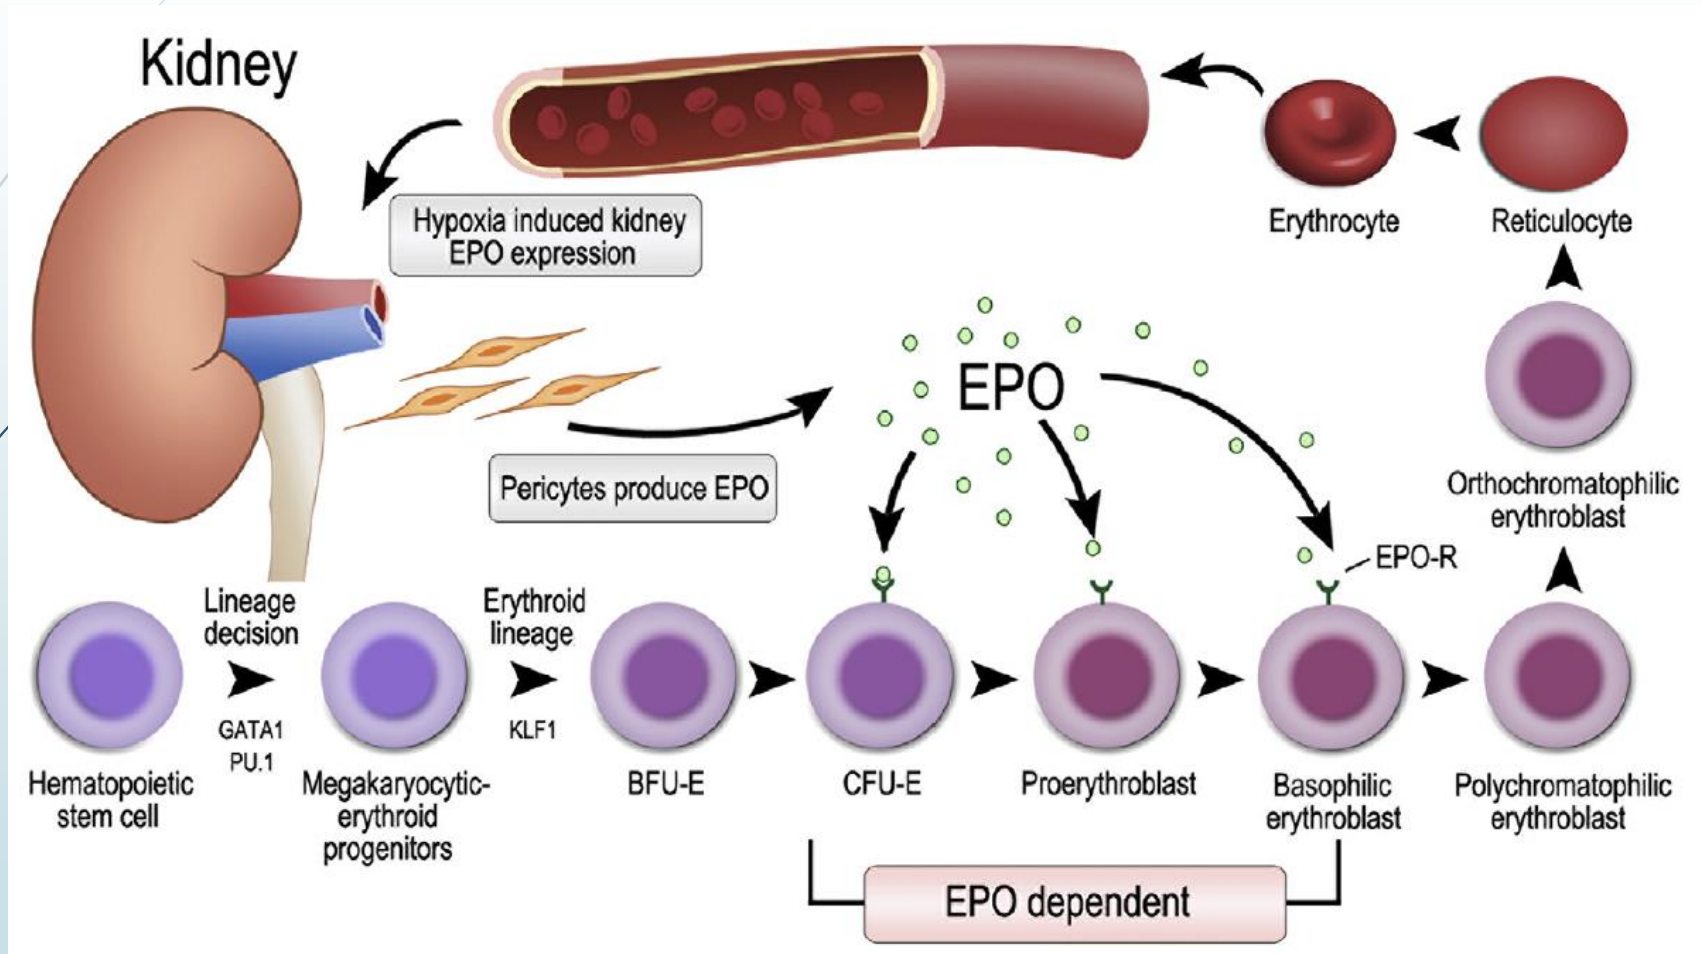 Kidney
Hypoxia induced kidney
EPO expression
Erythrocyte
Reticulocyte
EPO
Pericytes produce EPO
Orthochromatophilic
erythroblast
EPO-R
Lineage
decision
GATA1
PU.1
Erythroid
lineage
KLF1
Hematopoietic
stem cell
Megakaryocytic-
erythroid
progenitors
BFU-E
CFU-E
Proerythroblast
Basophilic
erythroblast
Polychromatophilic
erythroblast
EPO dependent